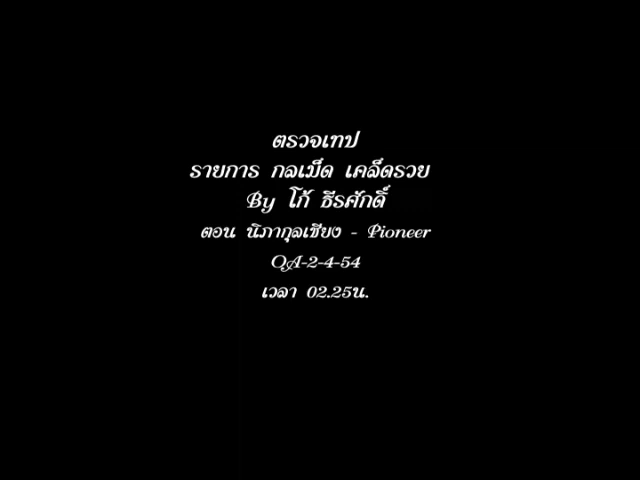 ตรวจเทป
รายการ กลเม็ด เคล็ดรวย
By โก้ ธีรศักดิ์
ตอน นิภากุลเชียง - Pioneer
OA-2-4-54
เวลา 02.25น.